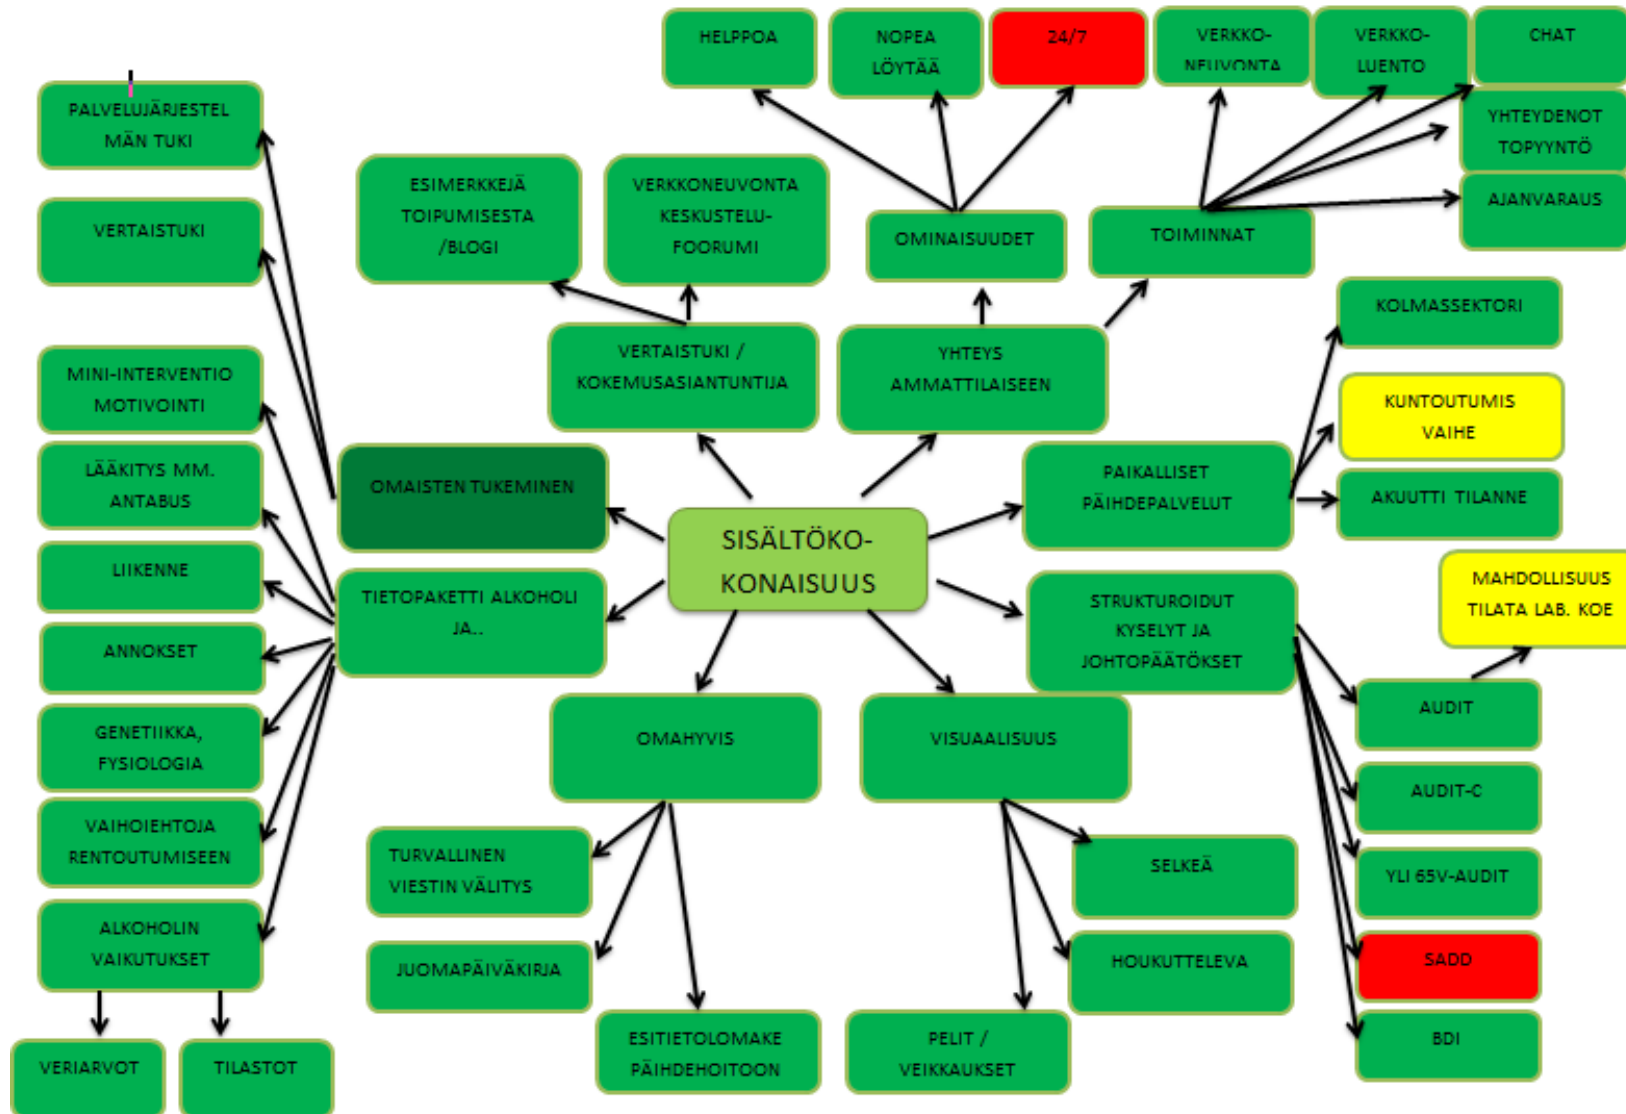 HELPPOA
NOPEA
LÖYTÄÄ
24/7
VERKKO-
NEUVONTA
VERKKO-
LUENTO
CHAT
YHTEYDENOT
TOPYYNTÖ
AJANVARAUS
PALVELUJÄRJESTEL
MÄN TUKI
VERTAISTUKI
ESIMERKKEJÄ
TOIPUMISESTA
/BLOGI
VERKKONEUVONTA
KESKUSTELU-
FOORUMI
OMINAISUUDET
TOIMINNAT
VERTAISTUKI /
KOKEMUSASIANTUNTIJA
YHTEYS
AMMATTILAISEEN
KOLMASSEKTORI
KUNTOUTUMIS
VAIHE
AKUUTTI TILANNE
PAIKALLISET
PÄIHDEPALVELUT
OMAISTEN TUKEMINEN
SISÄLTÖKO-
KONAISUUS
MINI-INTERVENTIO
MOTIVOINTI
LÄÄKITYS MM.
ANTABUS
LIIKENNE
ANNOKSET
GENETIIKKA,
FYSIOLOGIA
VAIHOIEHTOJA
RENTOUTUMISEEN
ALKOHOLIN
VAIKUTUKSET
VERIARVOT
TILASTOT
TIETOPAKETTI ALKOHOLI
JA..
STRUKTUROIDUT
KYSELYT JA
JOHTOPÄÄTÖKSET
MAHDOLLISUUS
TILATA LAB. KOE
AUDIT
AUDIT-C
YLI 65V-AUDIT
SADD
BDI
OMAHYVIS
VISUAALISUUS
TURVALLINEN
VIESTIN VÄLITYS
JUOMAPÄIVÄKIRJA
ESITIETOLOMAKE
PÄIHDEHOITOON
SELKEÄ
HOUKUTTELEVA
PELIT /
VEIKKAUKSET